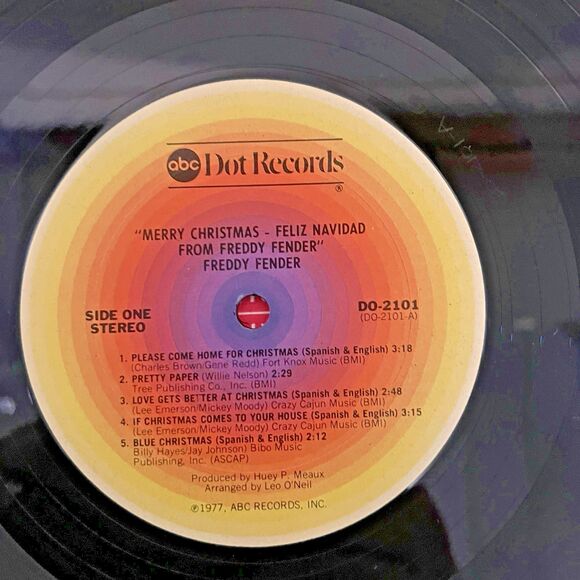 abc Dot Records
®
"MERRY CHRISTMAS - FELIZ NAVIDAD
FROM FREDDY FENDER"
FREDDY FENDER
SIDE ONE
STEREO
DO-2101
(DO-2101-A)
1. PLEASE COME HOME FOR CHRISTMAS (Spanish & English) 3:18
(Charles Brown/Gene Redd) Fort Knox Music (BMI)
2. PRETTY PAPER (Willie Nelson) 2:29
Tree Publishing Co., Inc. (BMI)
3. LOVE GETS BETTER AT CHRISTMAS (Spanish & English) 2:48
(Lee Emerson/Mickey Moody) Crazy Cajun Music (BMI)
4. IF CHRISTMAS COMES TO YOUR HOUSE (Spanish & English) 3:15
(Lee Emerson/Mickey Moody) Crazy Cajun Music (BMI)
5. BLUE CHRISTMAS (Spanish & English) 2:12
Billy Hayes/Jay Johnson) Bibo Music
Publishing, Inc. (ASCAP)
Produced by Huey P. Meaux
Arranged by Leo O'Neil
℗1977, ABC RECORDS, INC.